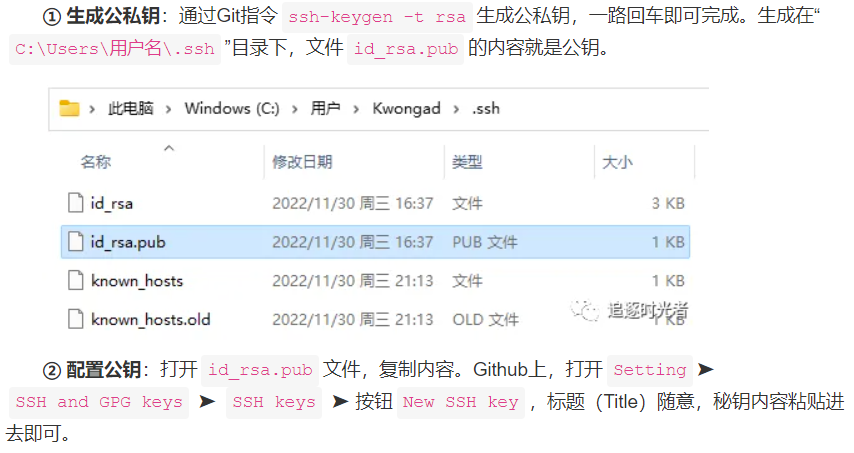 ① 生成公私钥：通过Git指令 ssh-keygen -t rsa 生成公私钥，一路回车即可完成。生成在“
C:\Users\用户名\.ssh ”目录下，文件 id_rsa.pub 的内容就是公钥。
此电脑 > Windows (C:) > 用户 > Kwongad > .ssh
名称 修改日期 类型 大小
id_rsa 2022/11/30 周三 16:37 文件 3 KB
id_rsa.pub 2022/11/30 周三 16:37 PUB 文件 1 KB
known_hosts 2022/11/30 周三 21:13 文件 1 KB
known_hosts.old 2022/11/30 周三 21:13 OLD 文件 1 KB
追逐时光者
② 配置公钥：打开 id_rsa.pub 文件，复制内容。Github上，打开 Setting ➤
SSH and GPG keys ➤ SSH keys ➤ 按钮 New SSH key ，标题（Title）随意，秘钥内容粘贴进
去即可。